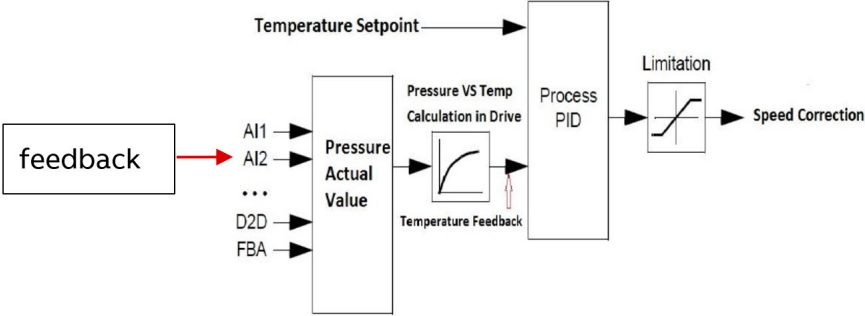 Temperature Setpoint
Limitation
Pressure VS Temp
Calculation in Drive
Process
PID
Speed Correction
feedback
AI1
AI2
...
D2D
FBA
Pressure
Actual
Value
Temperature Feedback